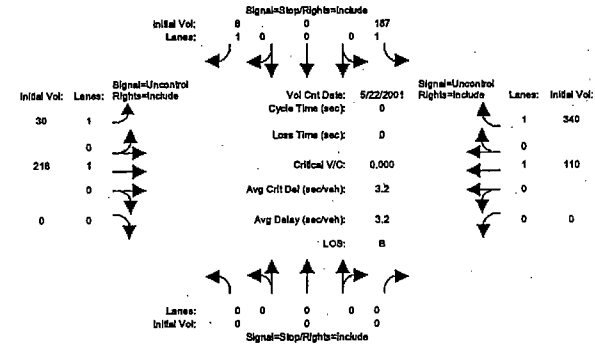 Signal=Stop/Rights=Include
Initial Vol: 8 0 187
Lanes: 1 0 0 0 1
Signal=Uncontrol
Initial Vol: Lanes: Rights=Include
Vol Cnt Date: 5/22/2001
Signal=Uncontrol
Rights=Include Lanes: Initial Vol:
Cycle Time (sec): 0
30 1
1 340
Loss Time (sec): 0
0
0
218 1
Critical V/C: 0.000
1 110
0
Avg Crit Del (sec/veh): 3.2
0
0 0
Avg Delay (sec/veh): 3.2
0 0
LOS: B
Lanes: 0 0 0 0 0
Initial Vol: 0 0 0
Signal=Stop/Rights=Include